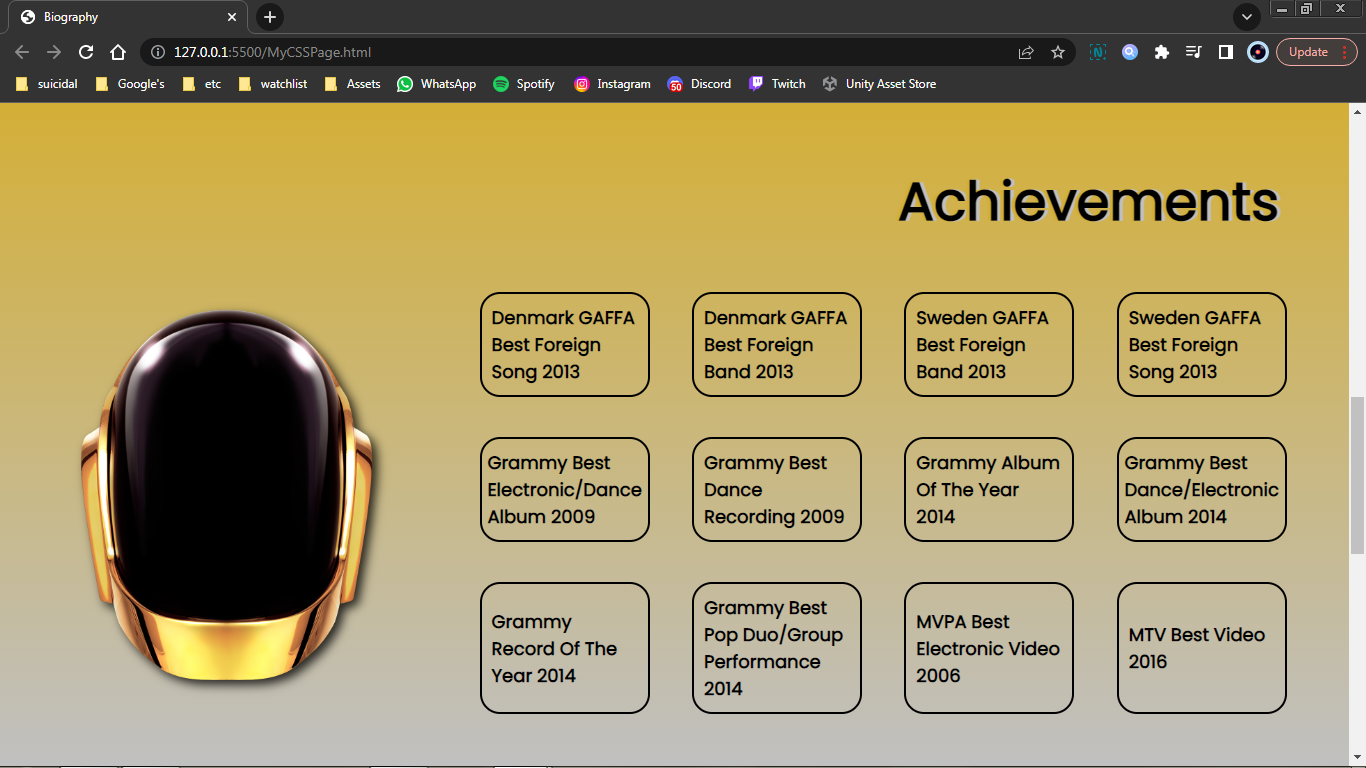 Biography
127.0.0.1:5500/MyCSSPage.html
Update
suicidal Google's etc watchlist Assets WhatsApp Spotify Instagram 50 Discord Twitch Unity Asset Store
Achievements
Denmark GAFFA
Best Foreign
Song 2013
Denmark GAFFA
Best Foreign
Band 2013
Sweden GAFFA
Best Foreign
Band 2013
Sweden GAFFA
Best Foreign
Song 2013
Grammy Best
Electronic/Dance
Album 2009
Grammy Best
Dance
Recording 2009
Grammy Album
Of The Year
2014
Grammy Best
Dance/Electronic
Album 2014
Grammy
Record Of The
Year 2014
Grammy Best
Pop Duo/Group
Performance
2014
MVPA Best
Electronic Video
2006
MTV Best Video
2016